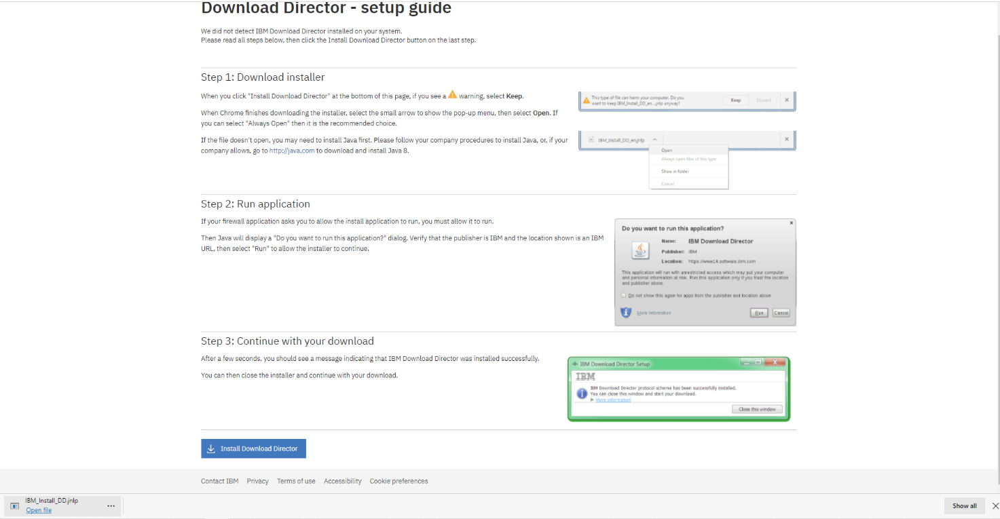 Download Director - setup guide
We did not detect IBM Download Director installed on your system.
Please read all steps below, then click the Install Download Director button on the last step.
Step 1: Download installer
When you click "Install Download Director" at the bottom of this page, if you see a warning, select Keep.
When Chrome finishes downloading the installer, select the small arrow to show the pop-up menu, then select Open. If
you can select "Always Open" then it is the recommended choice.
If the file doesn't open, you may need to install Java first. Please follow your company procedures to install Java, or, if your
company allows, go to http://java.com to download and install Java 8.
This type of file can harm your computer. Do you
want to keep IBM_Install_DD_en...jnlp anyway?
Keep
Discard
IBM_Install_DD_en.jnlp
Open
Always open files of this type
Show in folder
Cancel
Step 2: Run application
If your firewall application asks you to allow the install application to run, you must allow it to run.
Then Java will display a "Do you want to run this application?" dialog. Verify that the publisher is IBM and the location shown is an IBM
URL, then select "Run" to allow the installer to continue.
Do you want to run this application?
Name: IBM Download Director
Publisher: IBM
Location: https://www14.software.ibm.com
This application will run with unrestricted access which may put your computer
and personal information at risk. Run this application only if you trust the location
and publisher above.
Do not show this again for apps from the publisher and location above
More Information
Run
Cancel
Step 3: Continue with your download
After a few seconds, you should see a message indicating that IBM Download Director was installed successfully.
You can then close the installer and continue with your download.
IBM Download Director Setup
IBM
IBM Download Director protocol scheme has been successfully installed.
You can close this window and start your download.
More information
Close this window
Install Download Director
Contact IBM Privacy Terms of use Accessibility Cookie preferences
IBM_Install_DD.jnlp
Open file
Show all